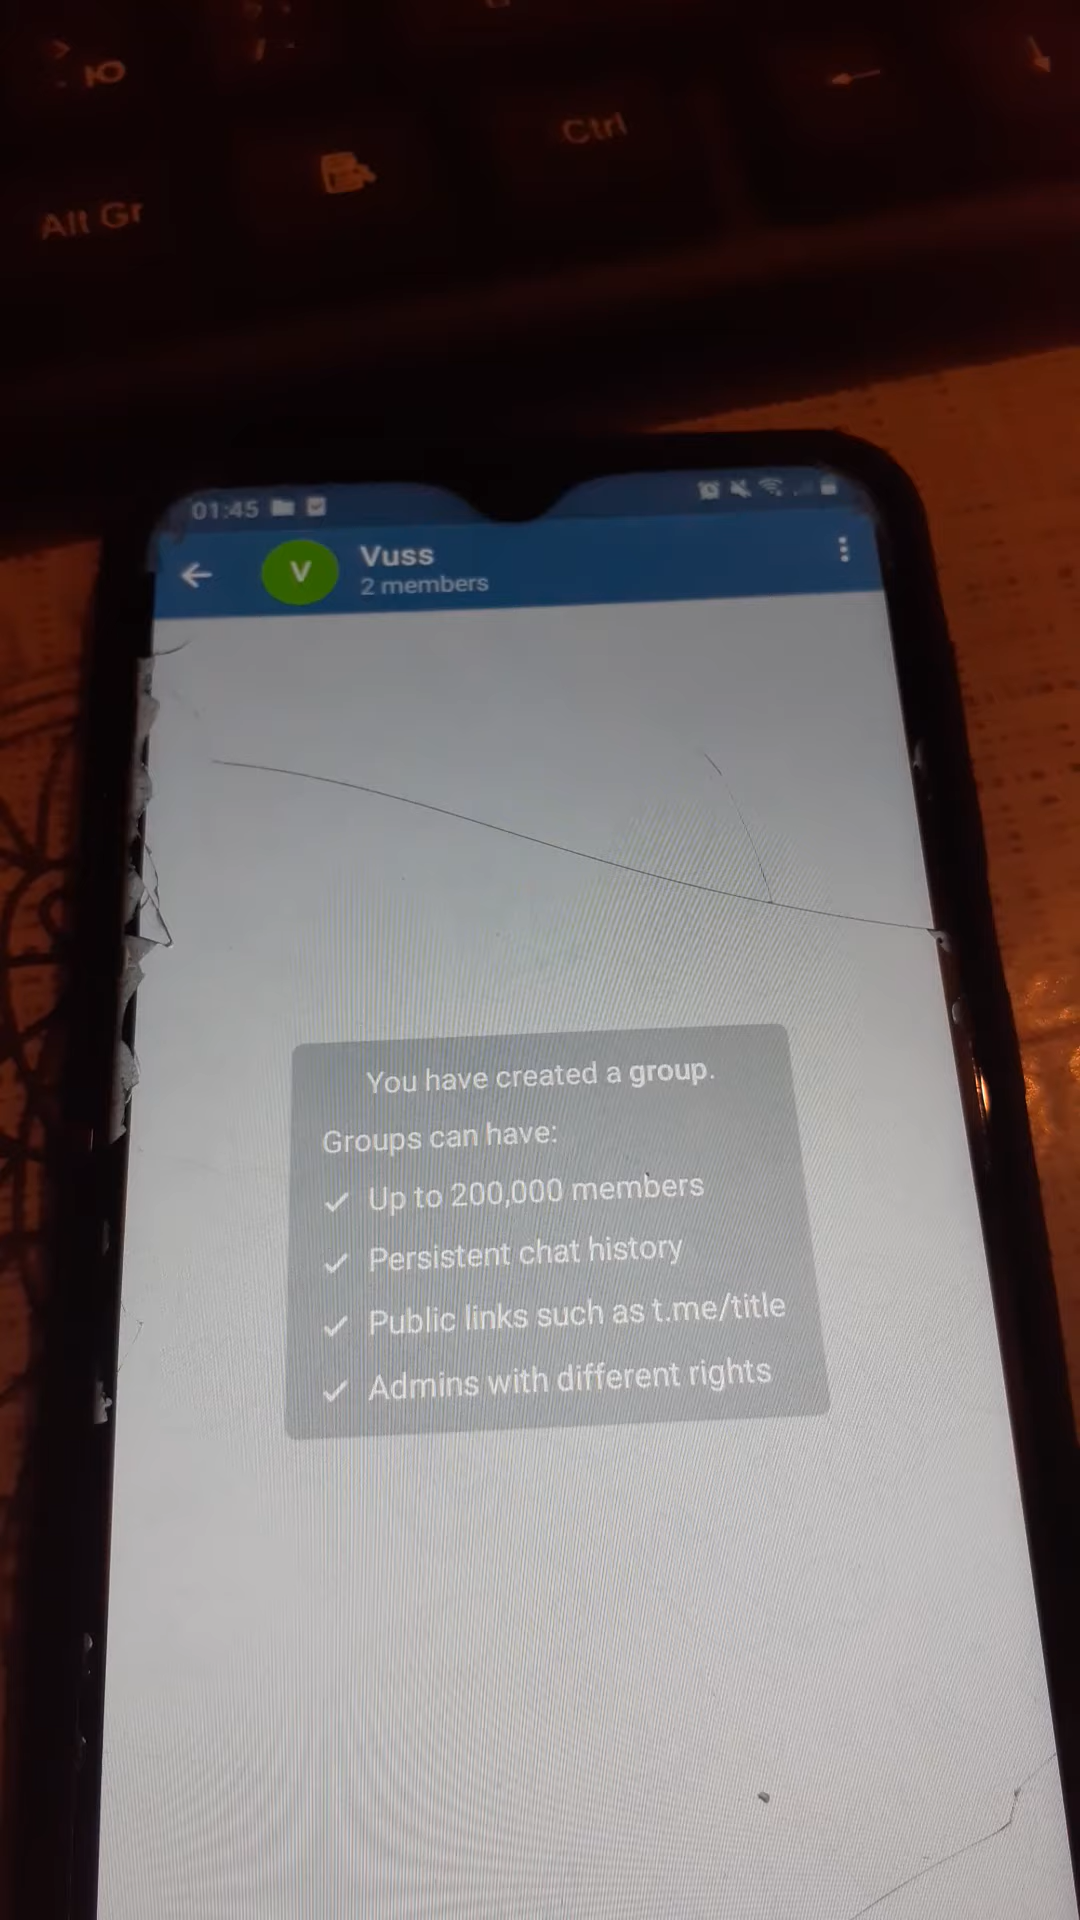 Ю
Ctrl
Alt Gr
01:45
V
Vuss
2 members
You have created a group.
Groups can have:
Up to 200,000 members
Persistent chat history
Public links such as t.me/title
Admins with different rights